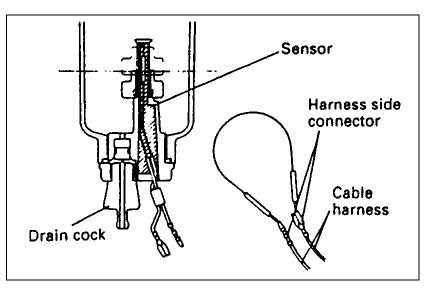 Sensor
Harness side
connector
Cable
harness
Drain cock